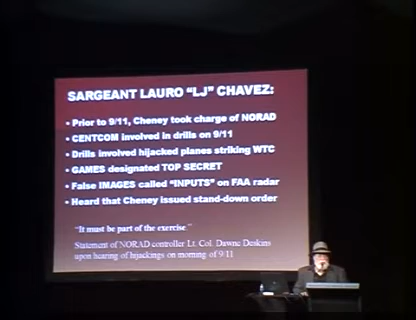 SARGEANT LAURO "LJ" CHAVEZ:
• Prior to 9/11, Cheney took charge of NORAD
• CENTCOM involved in drills on 9/11
• Drills involved hijacked planes striking WTC
• GAMES designated TOP SECRET
• False IMAGES called "INPUTS" on FAA radar
• Heard that Cheney issued stand-down order
"It must be part of the exercise."
Statement of NORAD controller Lt. Col. Dawne Deskins
upon hearing of hijackings on morning of 9/11